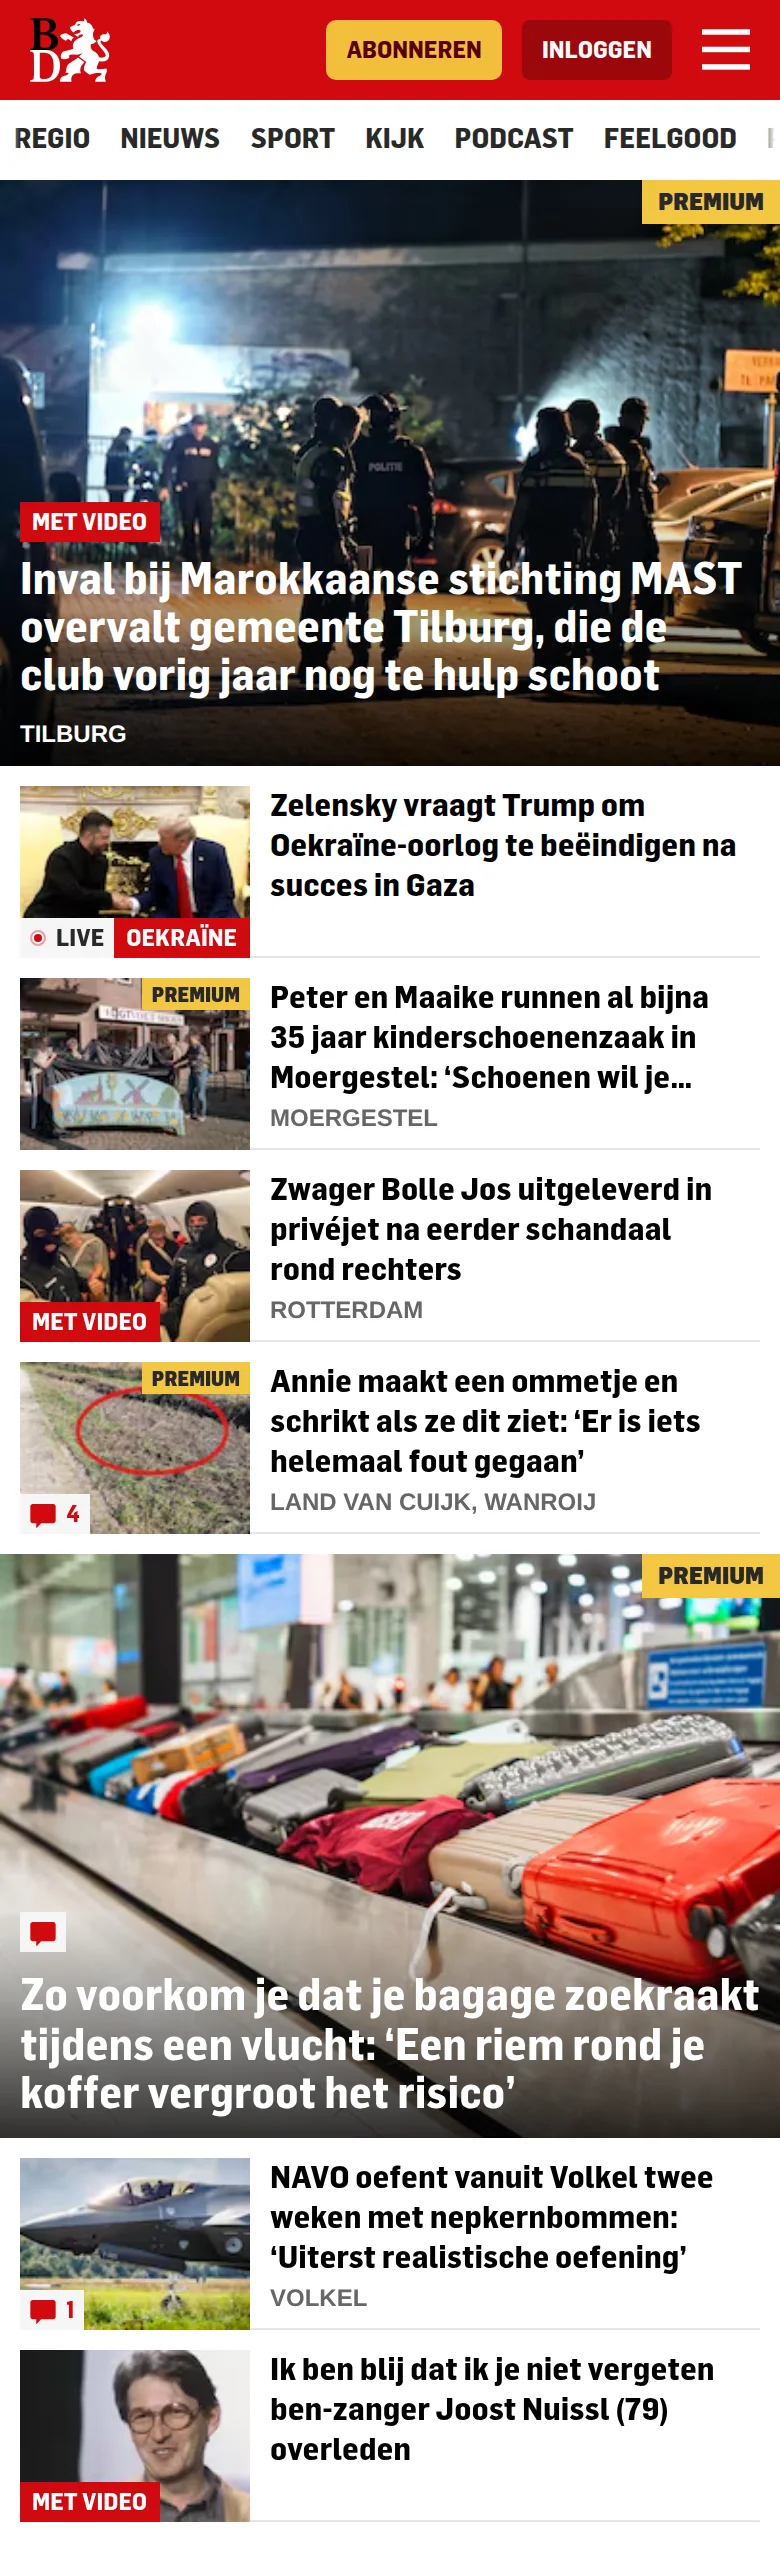 BD
ABONNEREN
INLOGGEN
REGIO NIEUWS SPORT KIJK PODCAST FEELGOOD
PREMIUM
POLITIE
MET VIDEO
Inval bij Marokkaanse stichting MAST
overvalt gemeente Tilburg, die de
club vorig jaar nog te hulp schoot
TILBURG
Zelensky vraagt Trump om
Oekraïne-oorlog te beëindigen na
succes in Gaza
LIVE OEKRAÏNE
PREMIUM
Peter en Maaike runnen al bijna
35 jaar kinderschoenenzaak in
Moergestel: ‘Schoenen wil je...
MOERGESTEL
Zwager Bolle Jos uitgeleverd in
privéjet na eerder schandaal
rond rechters
ROTTERDAM
MET VIDEO
PREMIUM
Annie maakt een ommetje en
schrikt als ze dit ziet: ‘Er is iets
helemaal fout gegaan’
LAND VAN CUIJK, WANROIJ
4
PREMIUM
Zo voorkom je dat je bagage zoekraakt
tijdens een vlucht: ‘Een riem rond je
koffer vergroot het risico’
NAVO oefent vanuit Volkel twee
weken met nepkernbommen:
‘Uiterst realistische oefening’
VOLKEL
1
Ik ben blij dat ik je niet vergeten
ben-zanger Joost Nuissl (79)
overleden
MET VIDEO